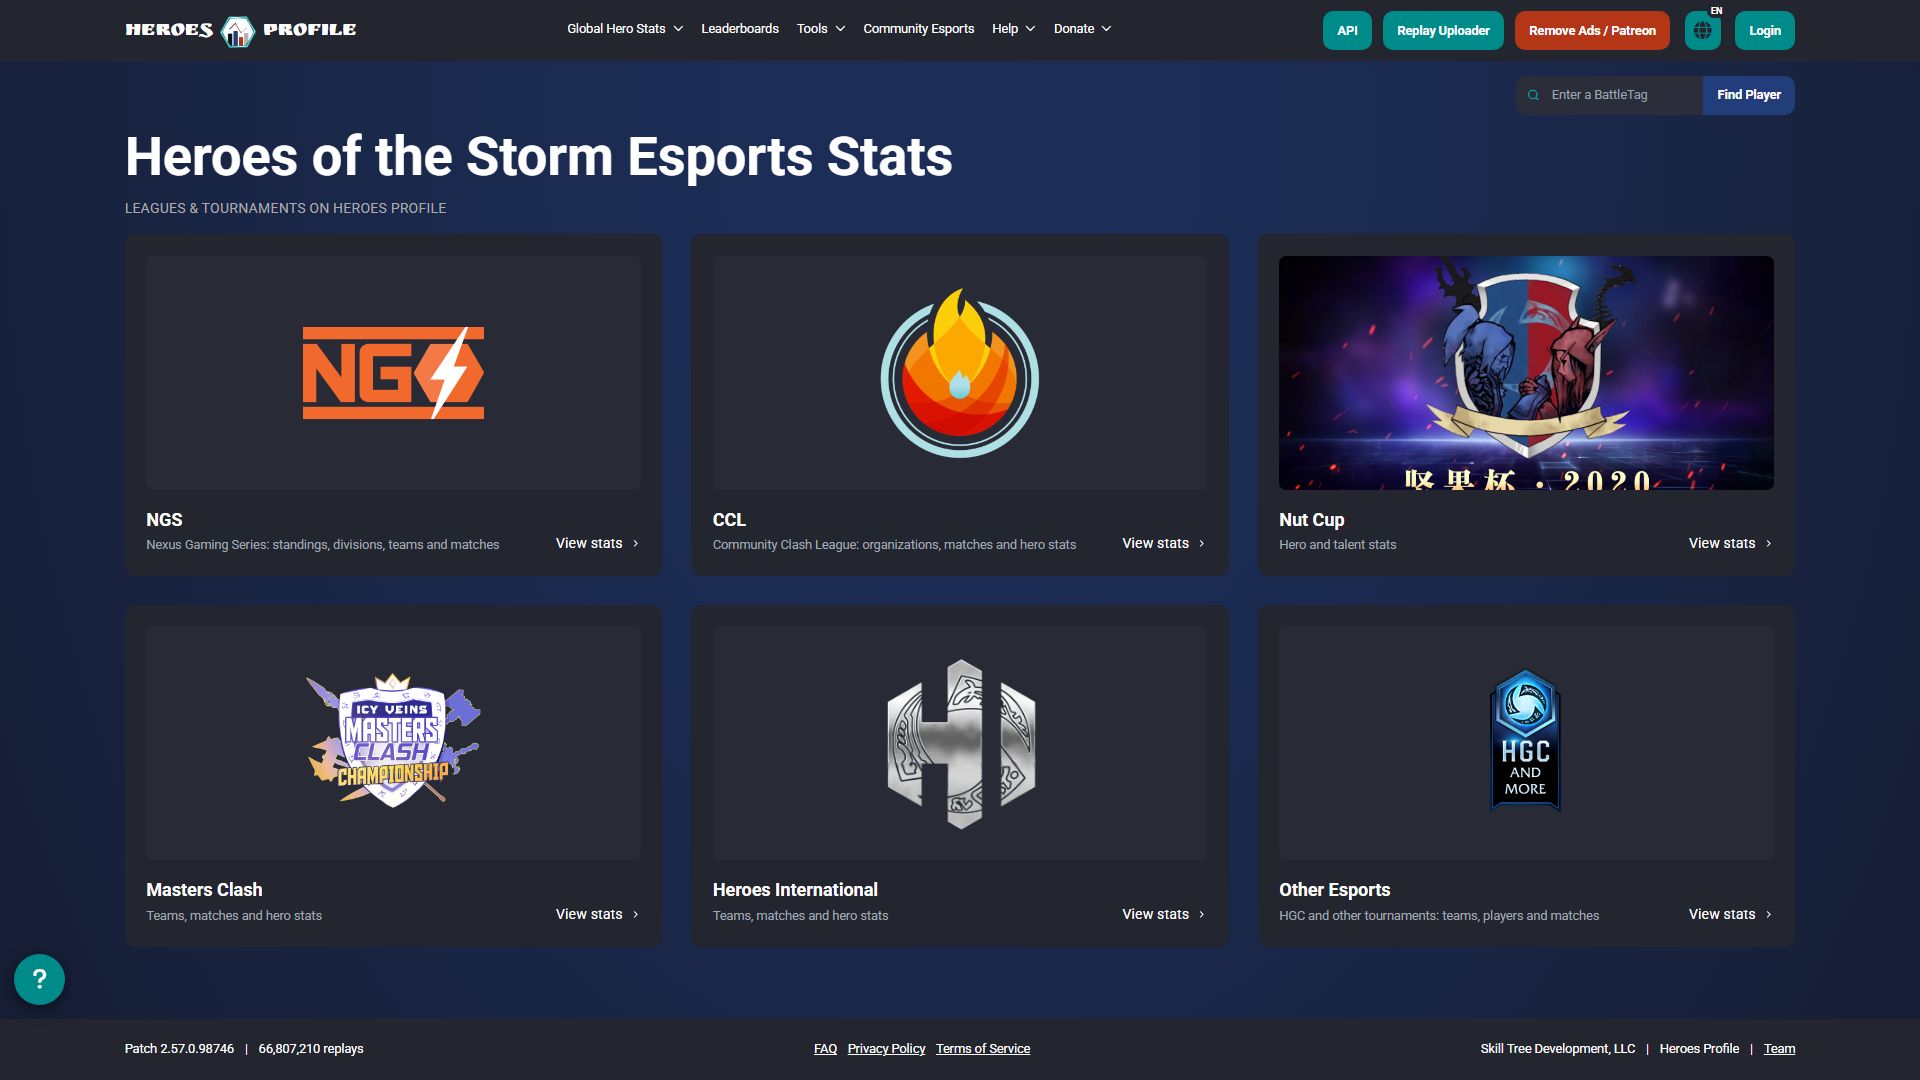 HEROES PROFILE
Global Hero Stats
Leaderboards
Tools
Community Esports
Help
Donate
API
Replay Uploader
Remove Ads / Patreon
EN
Login
Enter a BattleTag
Find Player
Heroes of the Storm Esports Stats
LEAGUES & TOURNAMENTS ON HEROES PROFILE
NGS
NGS
Nexus Gaming Series: standings, divisions, teams and matches
View stats
CCL
Community Clash League: organizations, matches and hero stats
View stats
坚果杯·2020
Nut Cup
Hero and talent stats
View stats
ICY VEINS
MASTERS
CLASH
CHAMPIONSHIP
Masters Clash
Teams, matches and hero stats
View stats
HI
Heroes International
Teams, matches and hero stats
View stats
HGC
AND
MORE
Other Esports
HGC and other tournaments: teams, players and matches
View stats
?
Patch 2.57.0.98746 | 66,807,210 replays
FAQ Privacy Policy Terms of Service
Skill Tree Development, LLC | Heroes Profile | Team